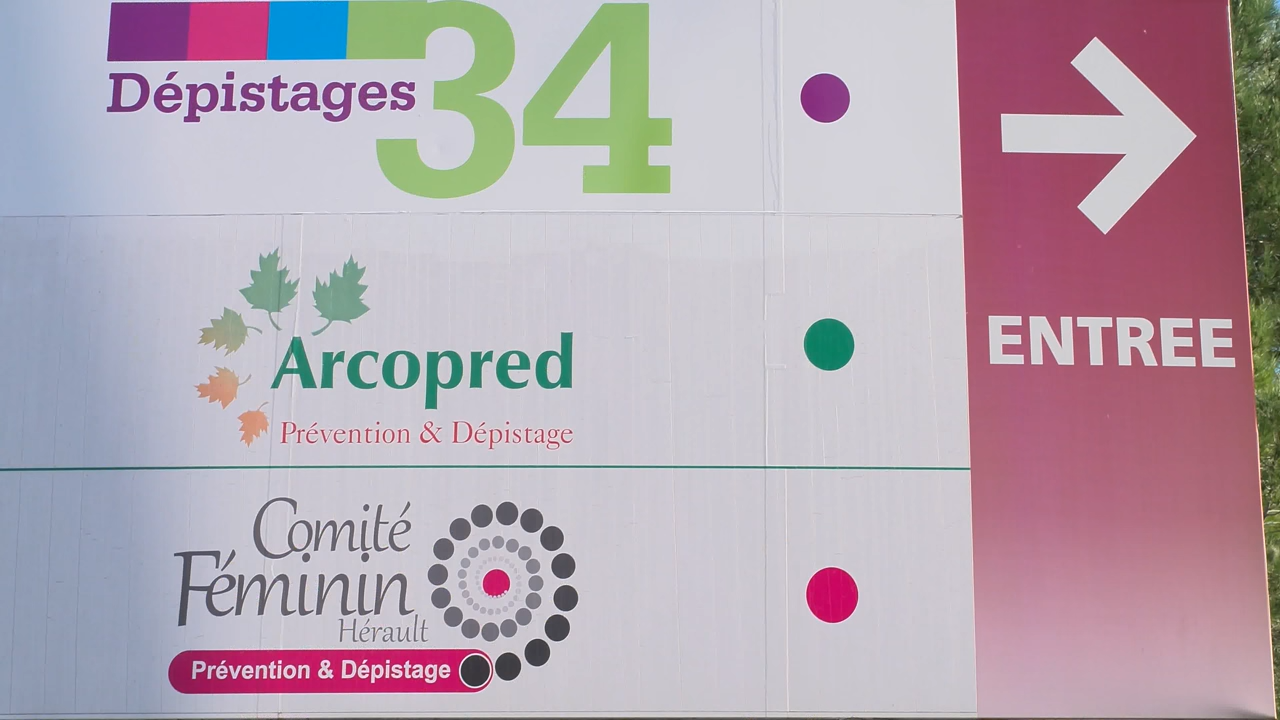 Dépistages
34
Arcopred
Prévention & Dépistage
Comité
Féminin
Hérault
Prévention & Dépistage
ENTREE